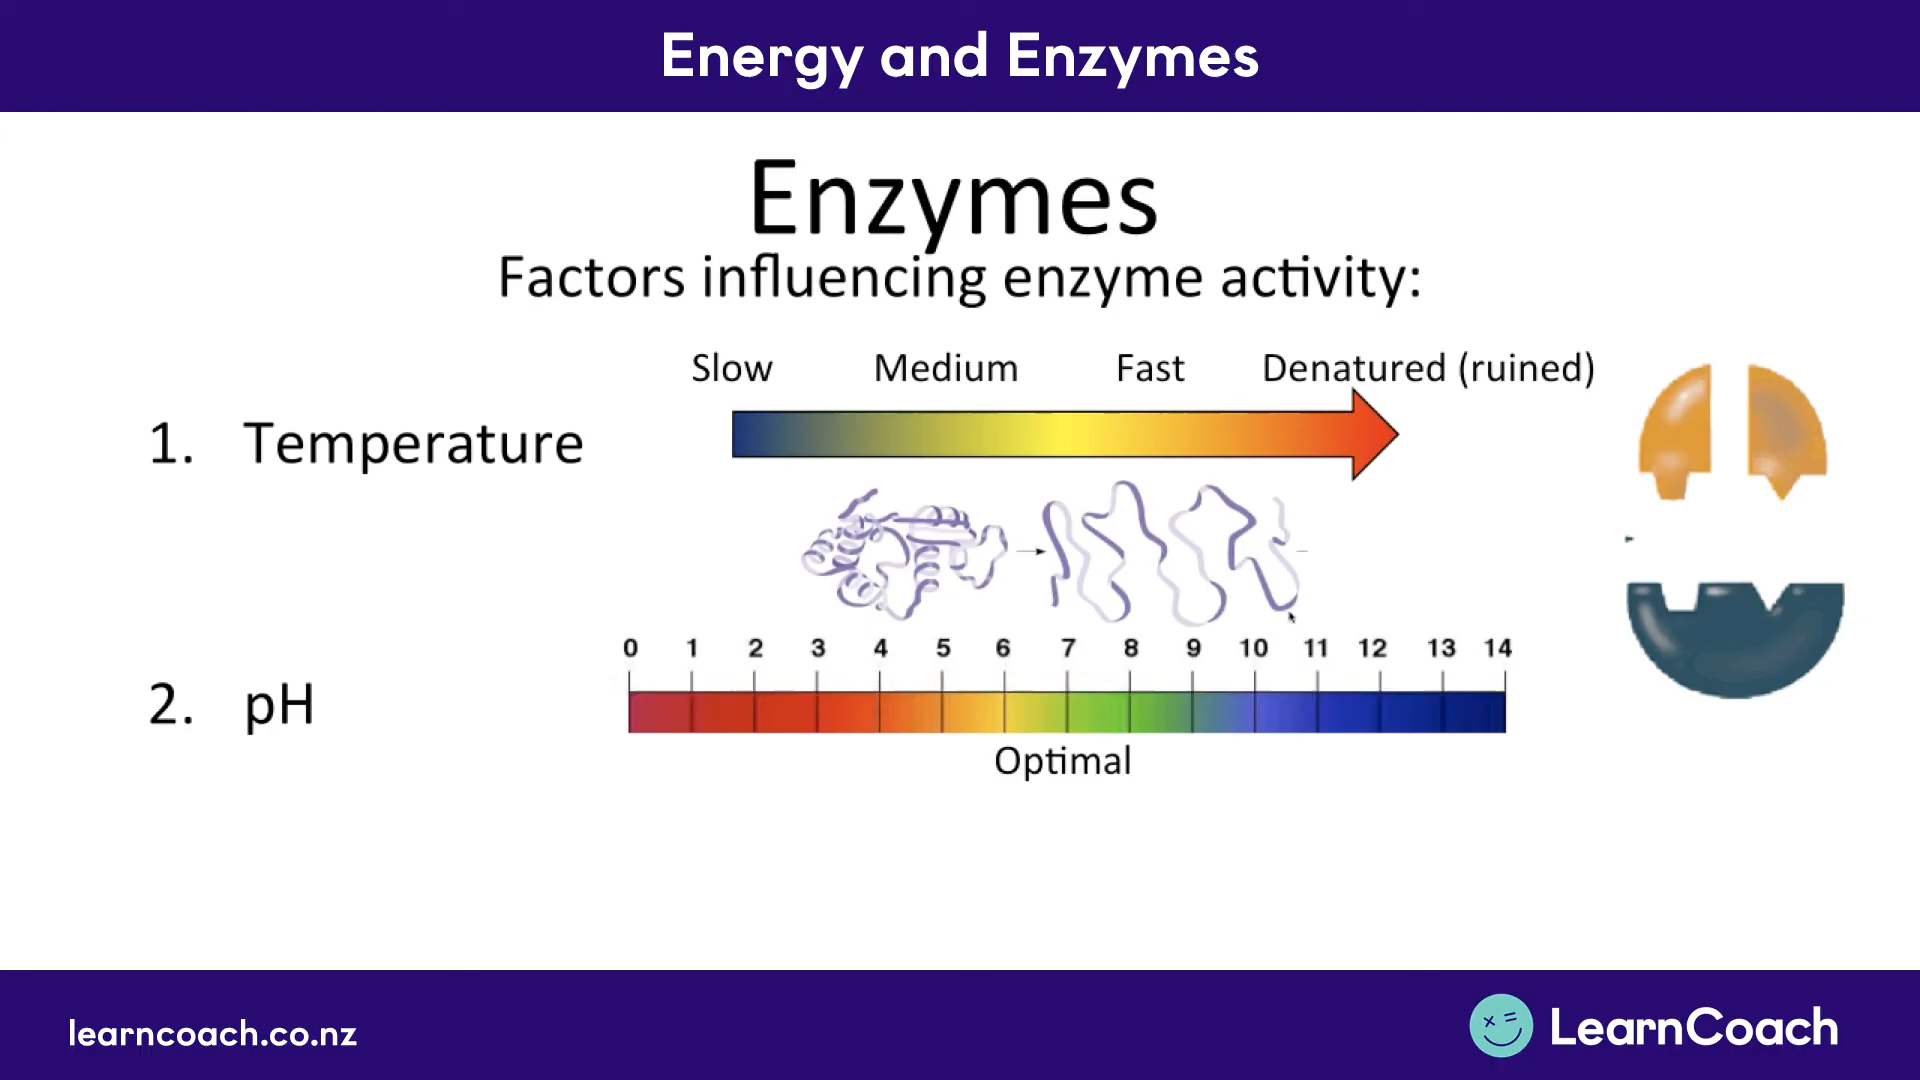 Energy and Enzymes
Enzymes
Factors influencing enzyme activity:
Slow Medium Fast Denatured (ruined)
1. Temperature
0 1 2 3 4 5 6 7 8 9 10 11 12 13 14
2. pH
Optimal
learncoach.co.nz
LearnCoach